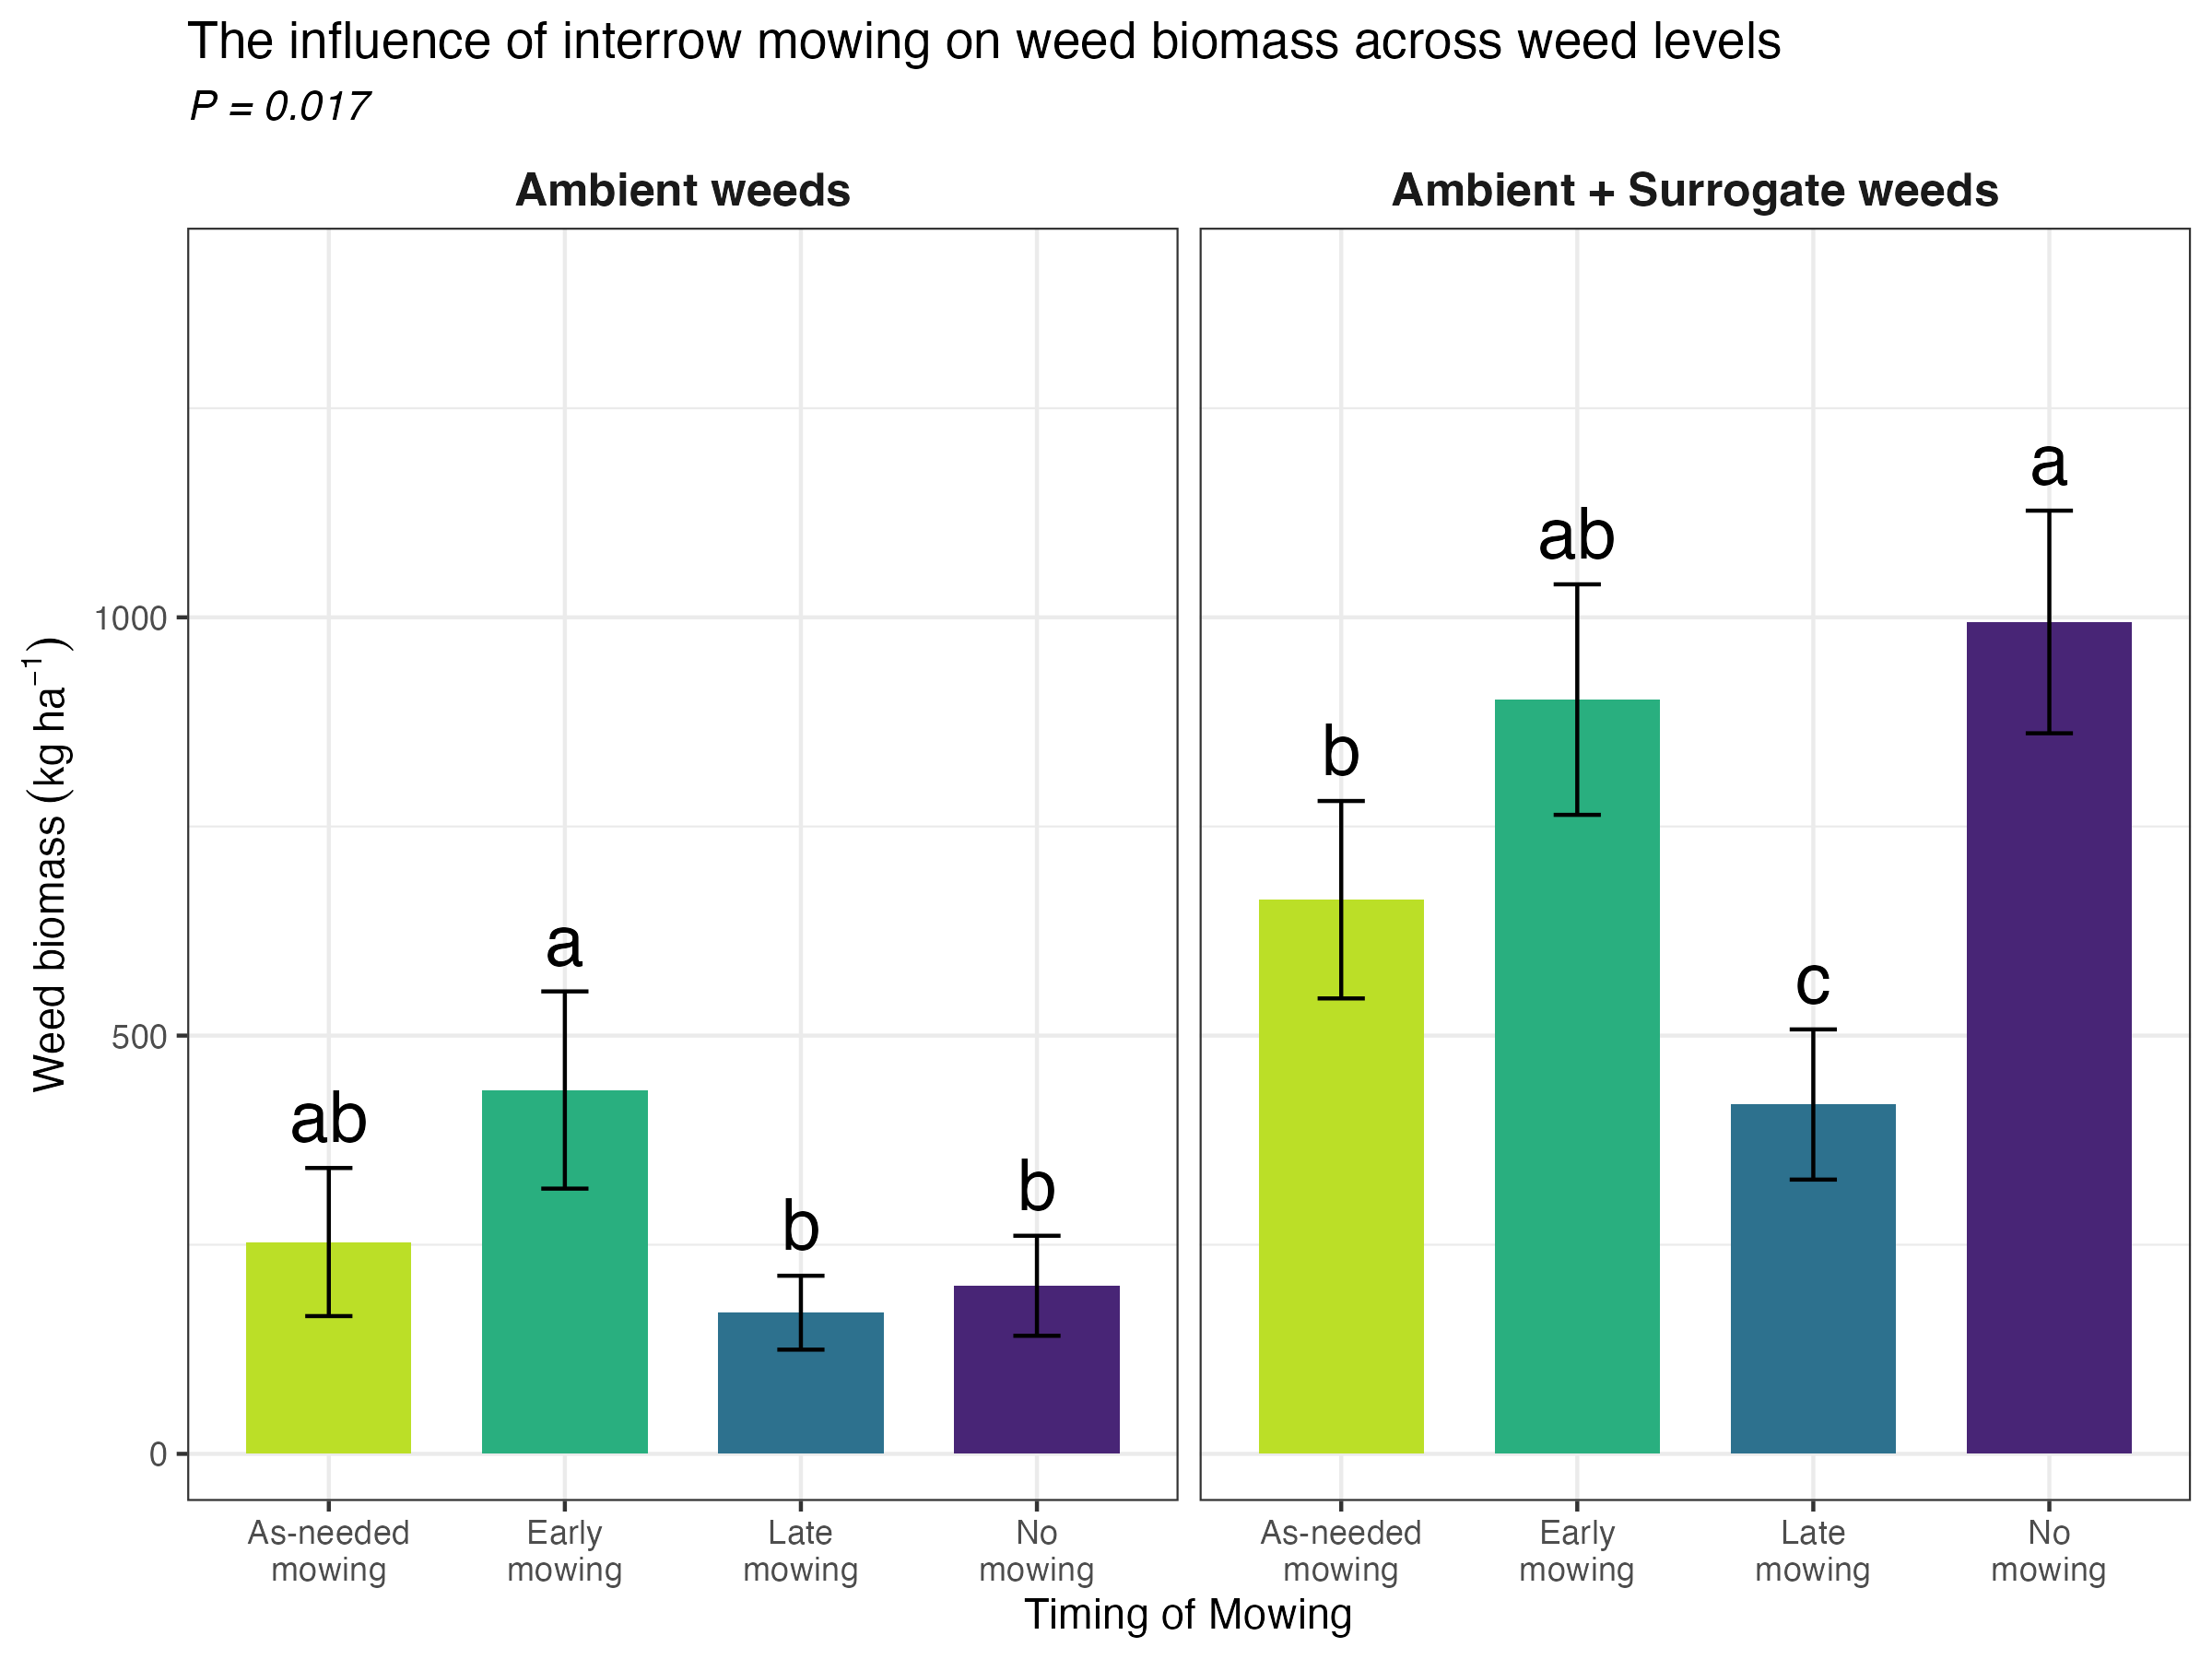 The influence of interrow mowing on weed biomass across weed levels
P = 0.017
Ambient weeds
Ambient + Surrogate weeds
Weed biomass (kg ha⁻¹)
1000
500
0
ab
a
b
b
b
ab
c
a
As-needed
mowing
Early
mowing
Late
mowing
No
mowing
As-needed
mowing
Early
mowing
Late
mowing
No
mowing
Timing of Mowing